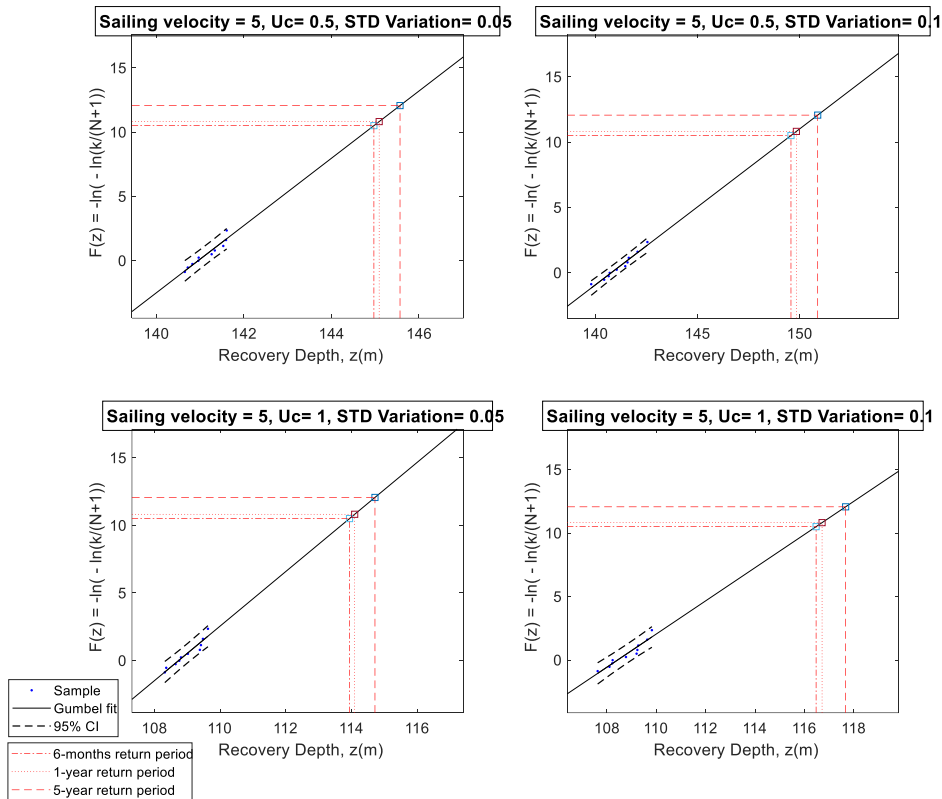 Sailing velocity = 5, Uc= 0.5, STD Variation= 0.05
15
10
5
0
F(z) = -ln( - ln(k/(N+1))
140 142 144 146
Recovery Depth, z(m)
Sailing velocity = 5, Uc= 0.5, STD Variation= 0.1
15
10
5
0
F(z) = -ln( - ln(k/(N+1))
140 145 150
Recovery Depth, z(m)
Sailing velocity = 5, Uc= 1, STD Variation= 0.05
15
10
5
0
F(z) = -ln( - ln(k/(N+1))
108 110 112 114 116
Recovery Depth, z(m)
Sailing velocity = 5, Uc= 1, STD Variation= 0.1
15
10
5
0
F(z) = -ln( - ln(k/(N+1))
108 110 112 114 116 118
Recovery Depth, z(m)
Sample
Gumbel fit
95% CI
6-months return period
1-year return period
5-year return period